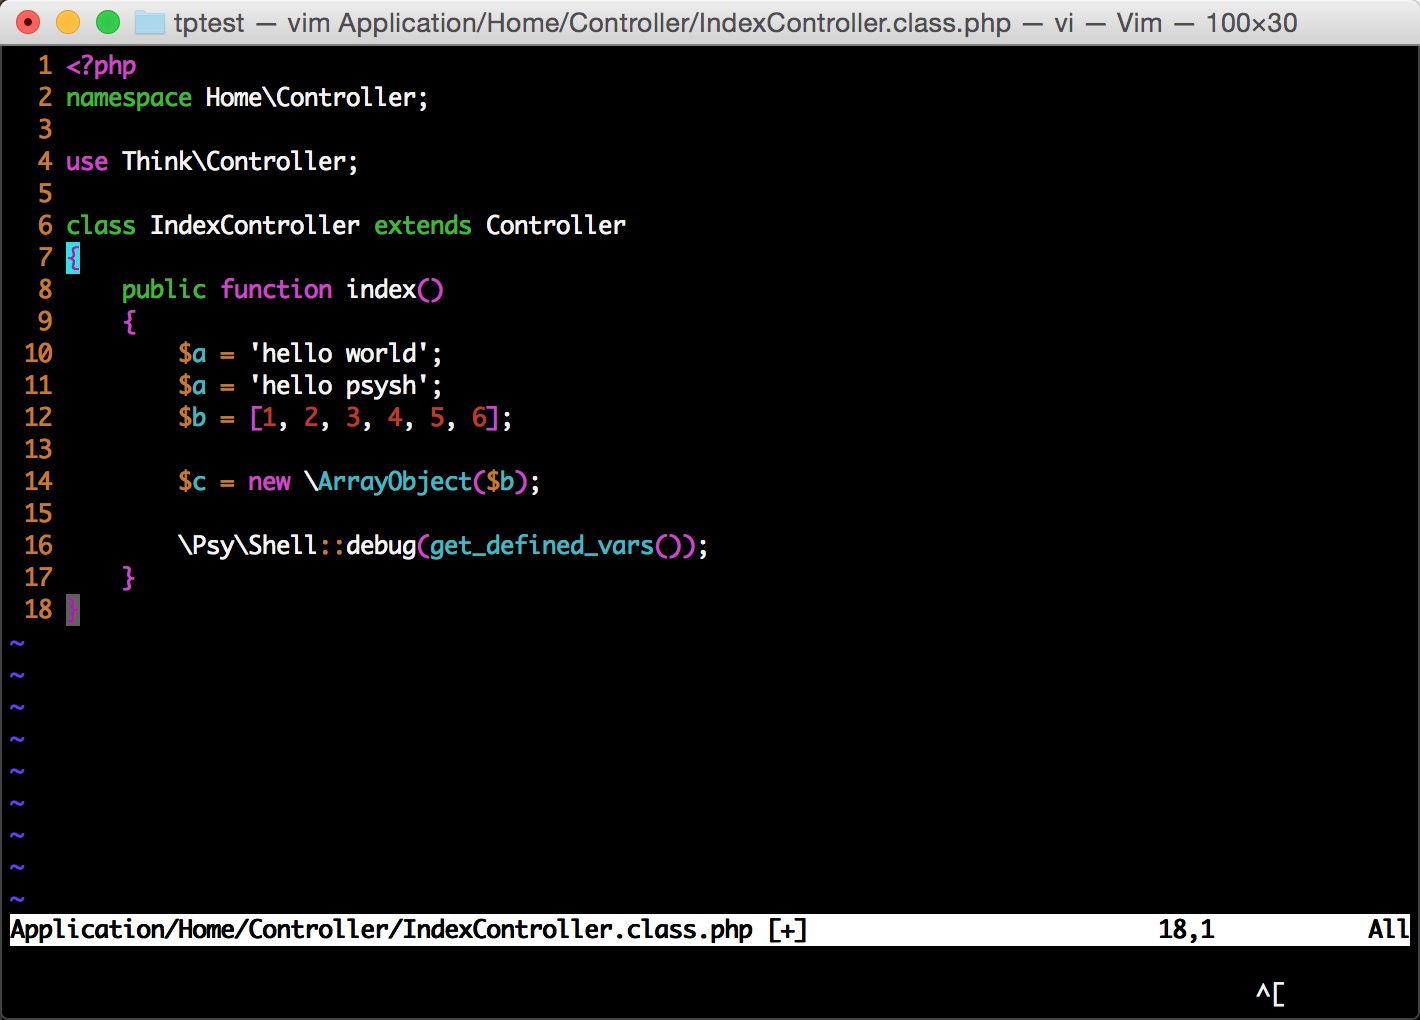 tptest — vim Application/Home/Controller/IndexController.class.php — vi — Vim — 100×30
1 <?php
2 namespace Home\Controller;
3
4 use Think\Controller;
5
6 class IndexController extends Controller
7 {
8     public function index()
9     {
10         $a = 'hello world';
11         $a = 'hello psysh';
12         $b = [1, 2, 3, 4, 5, 6];
13
14         $c = new \ArrayObject($b);
15
16         \Psy\Shell::debug(get_defined_vars());
17     }
18 }
~
~
~
~
~
~
~
~
~
Application/Home/Controller/IndexController.class.php [+] 18,1 All
^[